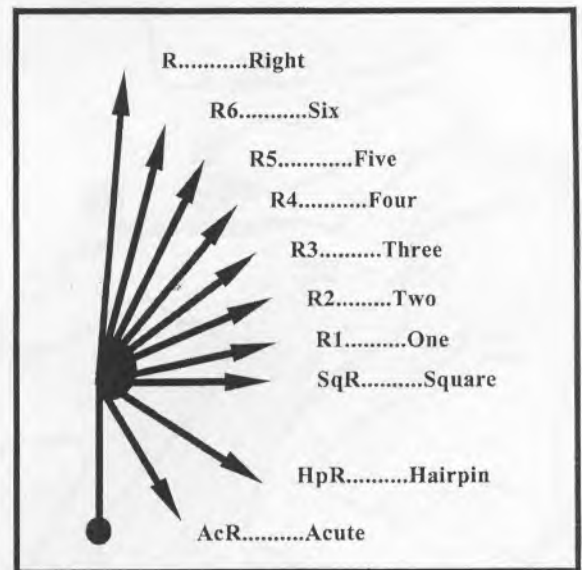 R...........Right
R6...........Six
R5............Five
R4...........Four
R3..........Three
R2.........Two
R1..........One
SqR..........Square
HpR..........Hairpin
AcR..........Acute